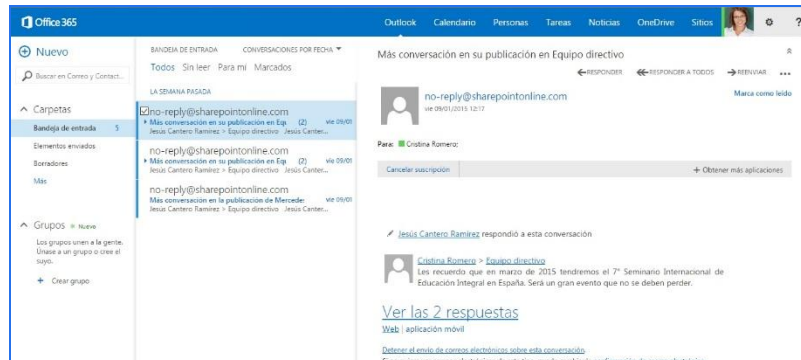 Office 365
Outlook Calendario Personas Tareas Noticias OneDrive Sitios ?
Nuevo
Buscar en Correo y Contact...
Carpetas
Bandeja de entrada 5
Elementos enviados
Borradores
Más
Grupos Nuevo
Los grupos unen a la gente.
Únase a un grupo o cree el
suyo.
+ Crear grupo
BANDEJA DE ENTRADA CONVERSACIONES POR FECHA
Todos Sin leer Para mí Marcados
LA SEMANA PASADA
no-reply@sharepointonline.com
Más conversación en su publicación en Eq (2) vie 09/01
Jesús Cantero Ramírez > Equipo directivo Jesús Canter...
no-reply@sharepointonline.com
Más conversación en su publicación en Eq (2) vie 09/01
Jesús Cantero Ramírez > Equipo directivo Jesús Canter...
no-reply@sharepointonline.com
Más conversación en la publicación de Mercede vie 09/01
Jesús Cantero Ramírez > Equipo directivo Jesús Canter...
Más conversación en su publicación en Equipo directivo
RESPONDER RESPONDER A TODOS REENVIAR ...
no-reply@sharepointonline.com
vie 09/01/2015 12:17
Marca como leído
Para: Cristina Romero;
Cancelar suscripción + Obtener más aplicaciones
Jesús Cantero Ramírez respondió a esta conversación
Cristina Romero > Equipo directivo
Les recuerdo que en marzo de 2015 tendremos el 7° Seminario Internacional de
Educación Integral en España. Será un gran evento que no se deben perder.
Ver las 2 respuestas
Web | aplicación móvil
Detener el envío de correos electrónicos sobre esta conversación.